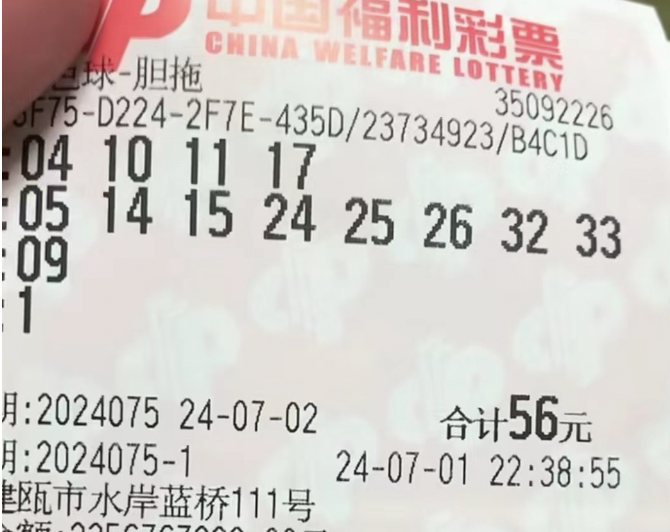 中国福利彩票
CHINA WELFARE LOTTERY
色球-胆拖
35092226
5F75-D224-2F7E-435D/23734923/B4C1D
:04 10 11 17
:05 14 15 24 25 26 32 33
:09
:1
期:2024075 24-07-02 合计56元
期:2024075-1 24-07-01 22:38:55
建瓯市水岸蓝桥111号